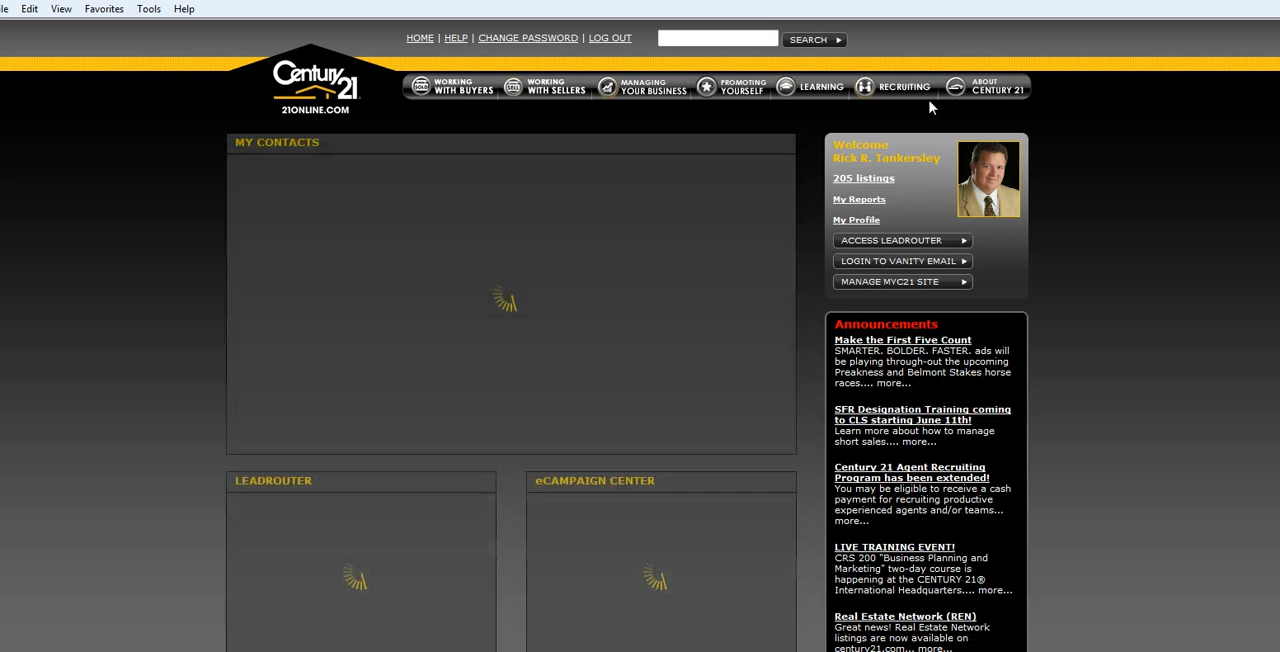 Edit View Favorites Tools Help
HOME | HELP | CHANGE PASSWORD | LOG OUT
SEARCH
Century 21
21ONLINE.COM
WORKING WITH BUYERS
WORKING WITH SELLERS
MANAGING YOUR BUSINESS
PROMOTING YOURSELF
LEARNING
RECRUITING
ABOUT CENTURY 21
MY CONTACTS
LEADROUTER
eCAMPAIGN CENTER
Welcome
Rick R. Tankersley
205 listings
My Reports
My Profile
ACCESS LEADROUTER
LOGIN TO VANITY EMAIL
MANAGE MYC21 SITE
Announcements
Make the First Five Count
SMARTER. BOLDER. FASTER. ads will
be playing through-out the upcoming
Preakness and Belmont Stakes horse
races.... more...
SFR Designation Training coming
to CLS starting June 11th!
Learn more about how to manage
short sales.... more...
Century 21 Agent Recruiting
Program has been extended!
You may be eligible to receive a cash
payment for recruiting productive
experienced agents and/or teams...
more...
LIVE TRAINING EVENT!
CRS 200 "Business Planning and
Marketing" two-day course is
happening at the CENTURY 21®
International Headquarters.... more...
Real Estate Network (REN)
Great news! Real Estate Network
listings are now available on
century21.com... more...